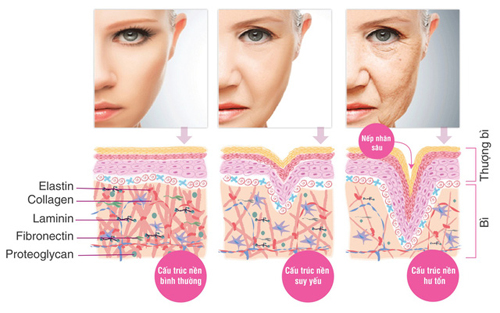 Nếp nhăn
sâu
Thượng bì
Elastin
Collagen
Laminin
Fibronectin
Proteoglycan
Bì
Cấu trúc nền
bình thường
Cấu trúc nền
suy yếu
Cấu trúc nền
hư tổn